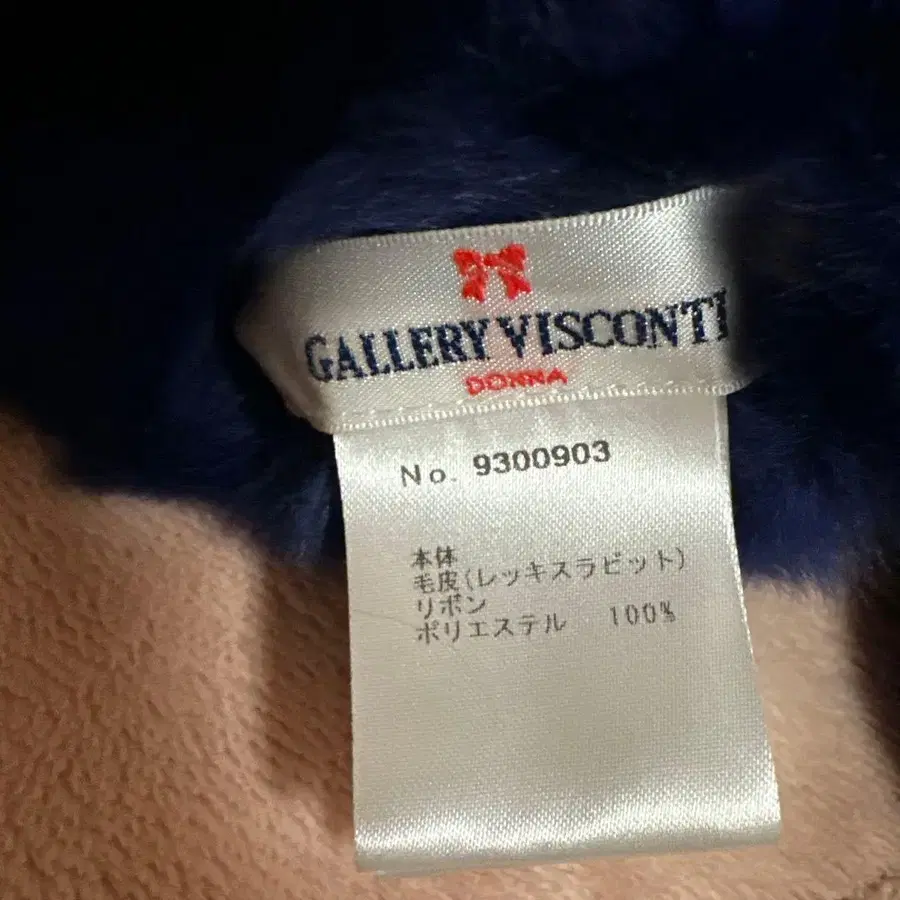 GALLERY VISCONTI
DONNA
No. 9300903
本体
毛皮(レッキスラビット)
リボン
ポリエステル 100%